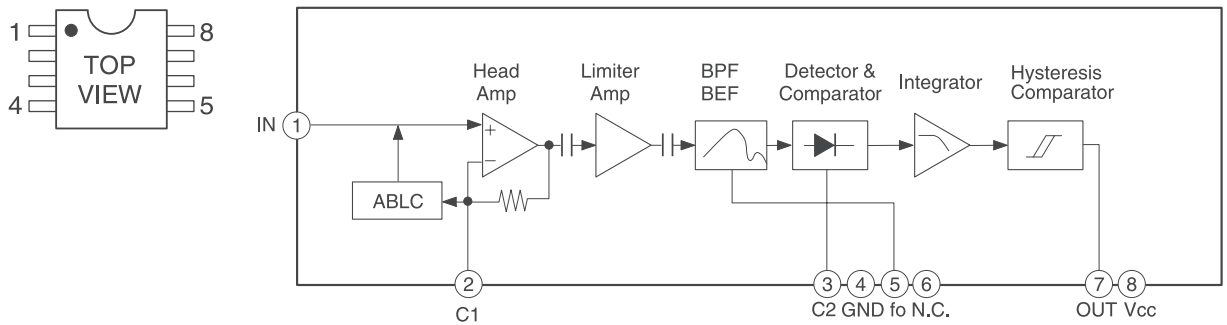 1 8
TOP
VIEW
4 5
Head
Amp
Limiter
Amp
BPF
BEF
Detector &
Comparator
Integrator
Hysteresis
Comparator
IN 1
+
−
ABLC
2 3 4 5 6 7 8
C1 C2 GND fo N.C. OUT Vcc